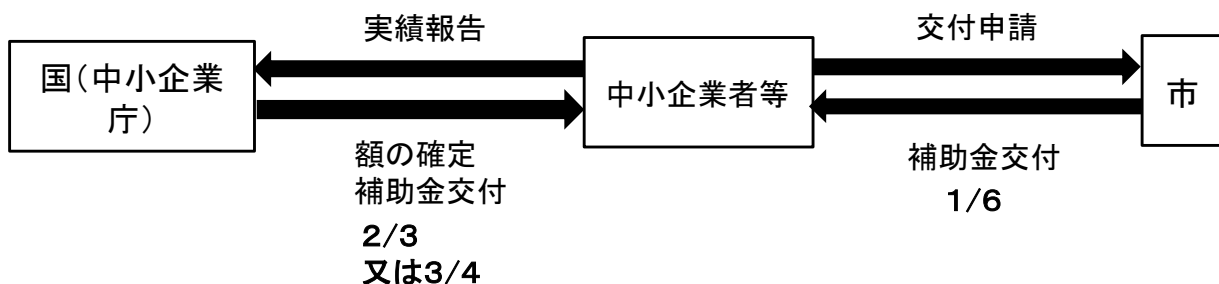 実績報告
交付申請
国（中小企業
庁）
中小企業者等
市
額の確定
補助金交付
2/3
又は3/4
補助金交付
1/6